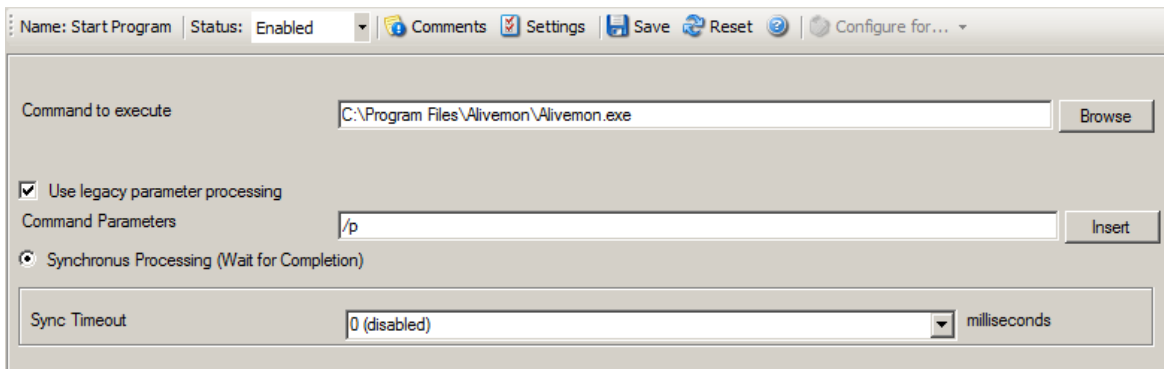 Name: Start Program Status: Enabled Comments Settings Save Reset Configure for...
Command to execute C:\Program Files\Alivemon\Alivemon.exe Browse
Use legacy parameter processing
Command Parameters /p Insert
Synchronus Processing (Wait for Completion)
Sync Timeout 0 (disabled) milliseconds